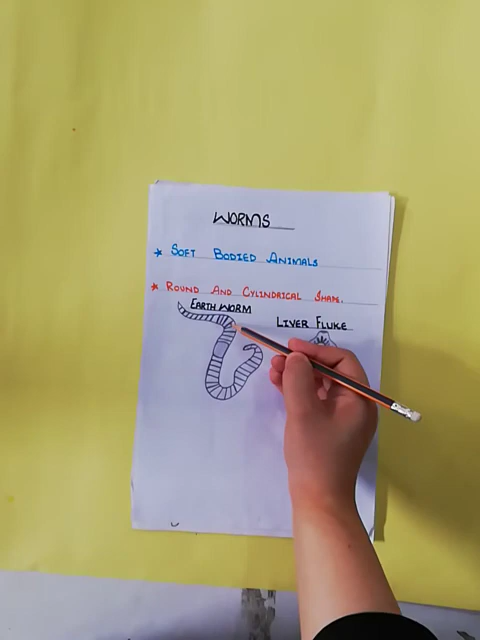 WORMS
* SOFT BODIED ANIMALS
* ROUND AND CYLINDRICAL SHAPE.
EARTH WORM
LIVER FLUKE